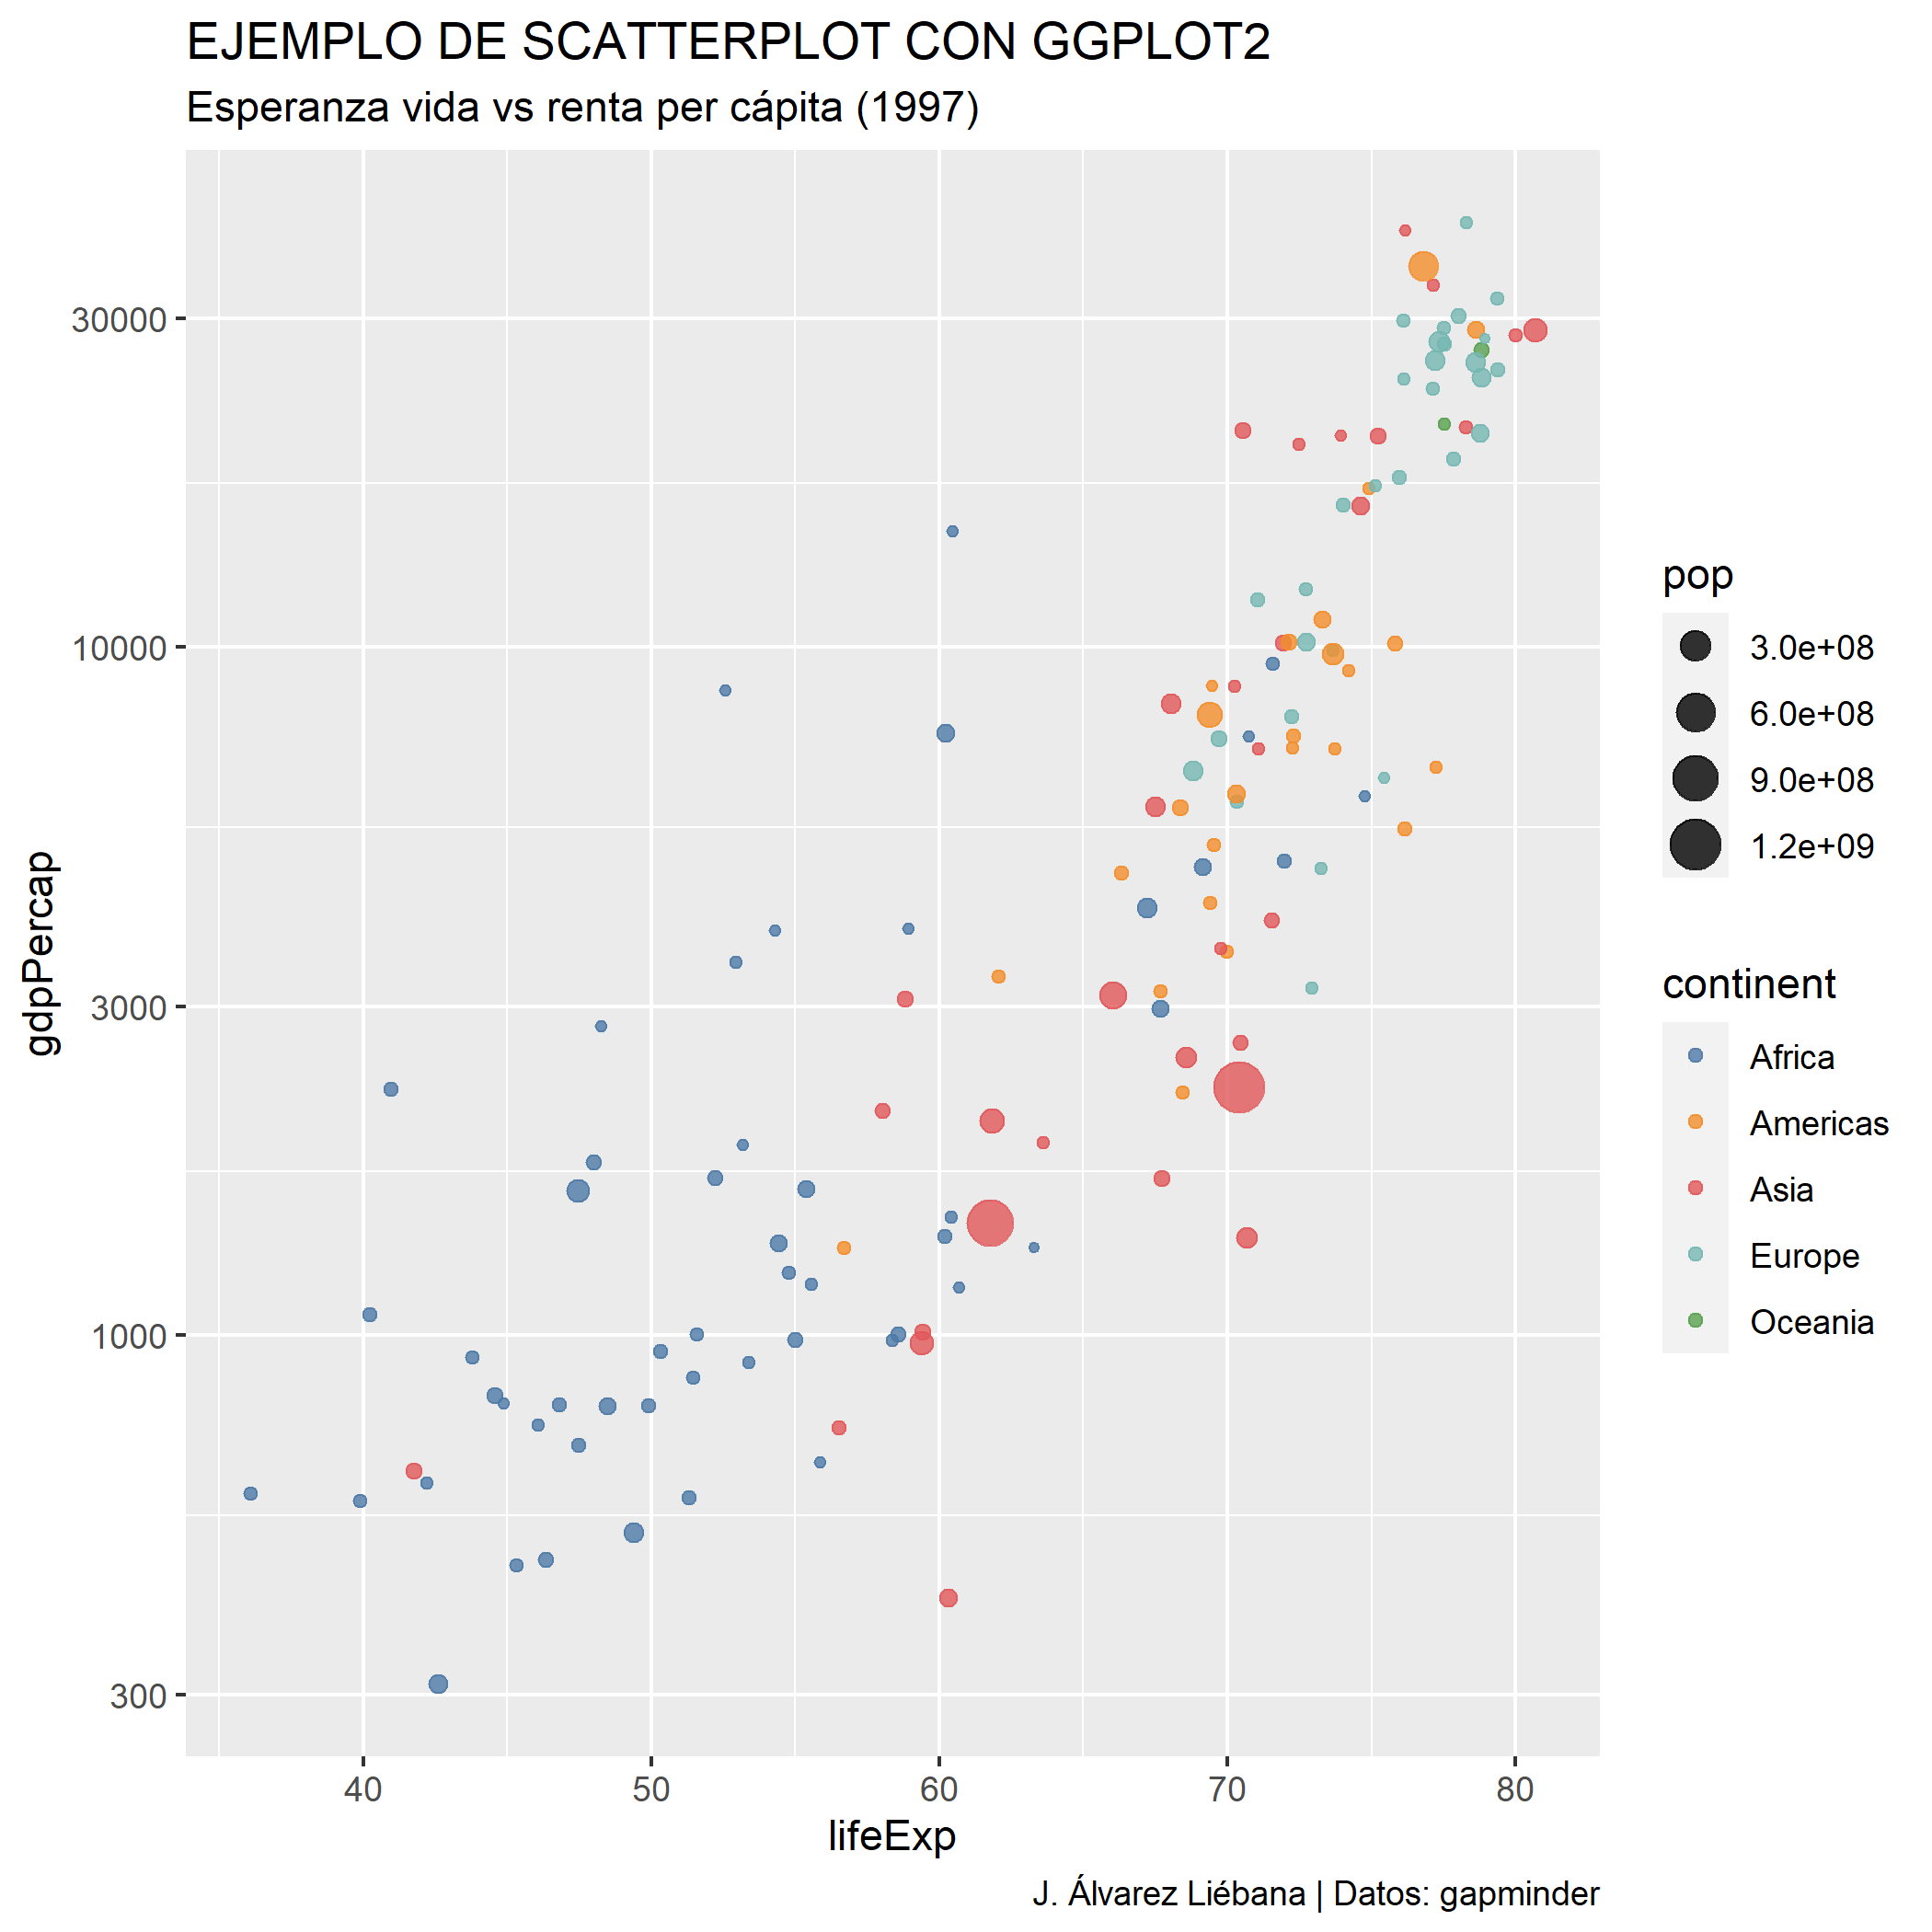 EJEMPLO DE SCATTERPLOT CON GGPLOT2
Esperanza vida vs renta per cápita (1997)
gdpPercap
30000
10000
3000
1000
300
40 50 60 70 80
lifeExp
pop
3.0e+08
6.0e+08
9.0e+08
1.2e+09
continent
Africa
Americas
Asia
Europe
Oceania
J. Álvarez Liébana | Datos: gapminder